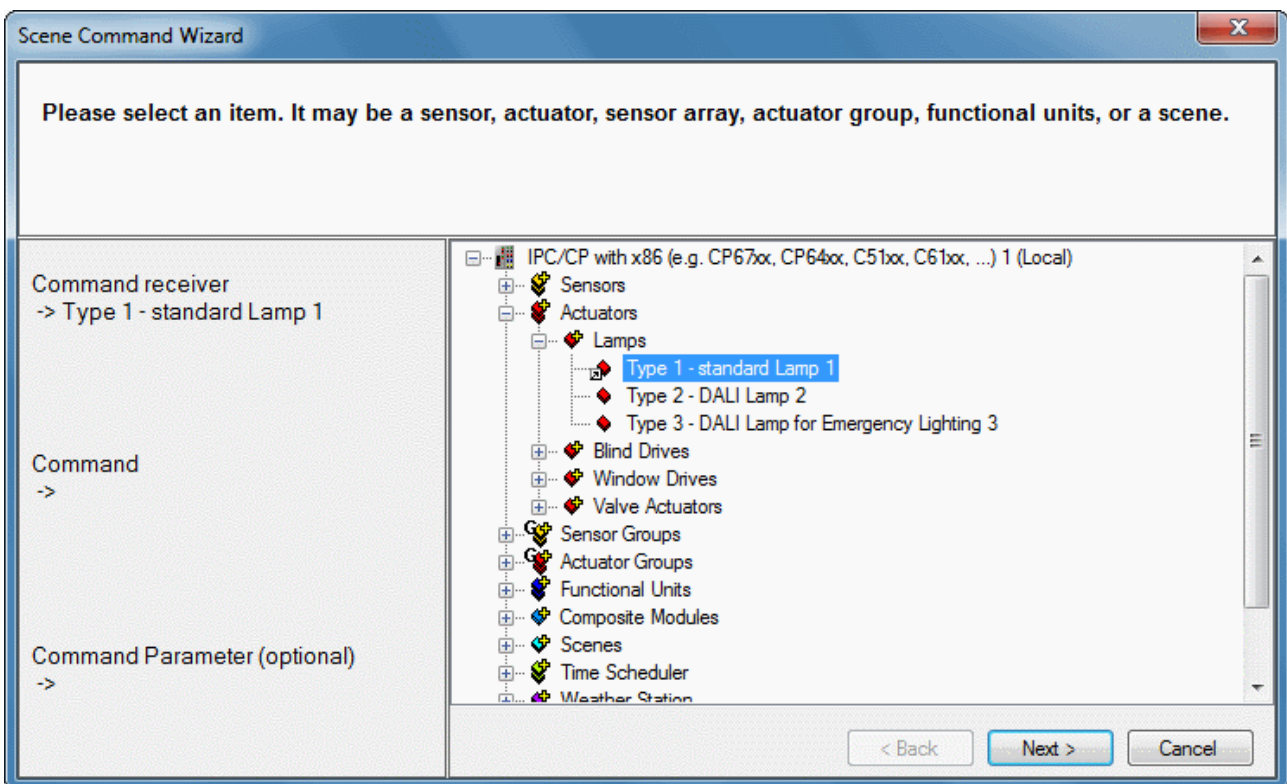 Scene Command Wizard
Please select an item. It may be a sensor, actuator, sensor array, actuator group, functional units, or a scene.
Command receiver
-> Type 1 - standard Lamp 1
Command
->
Command Parameter (optional)
->
IPC/CP with x86 (e.g. CP67xx, CP64xx, C51xx, C61xx, ...) 1 (Local)
Sensors
Actuators
Lamps
Type 1 - standard Lamp 1
Type 2 - DALI Lamp 2
Type 3 - DALI Lamp for Emergency Lighting 3
Blind Drives
Window Drives
Valve Actuators
Sensor Groups
Actuator Groups
Functional Units
Composite Modules
Scenes
Time Scheduler
Weather Station
< Back
Next >
Cancel